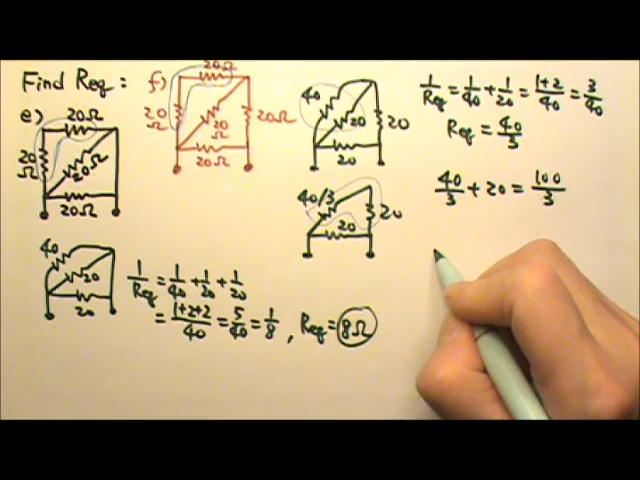 Find Req :
e)
20Ω
20
Ω
20Ω
20Ω
40
20
20
1/Req = 1/40 + 1/20 + 1/20
= 1+2+2/40 = 5/40 = 1/8 , Req = 8Ω
f)
20Ω
20
Ω
20
Ω
20Ω
20Ω
40
20
20
20
40/3
20
20
1/Req = 1/40 + 1/20 = 1+2/40 = 3/40
Req = 40/3
40/3 + 20 = 100/3